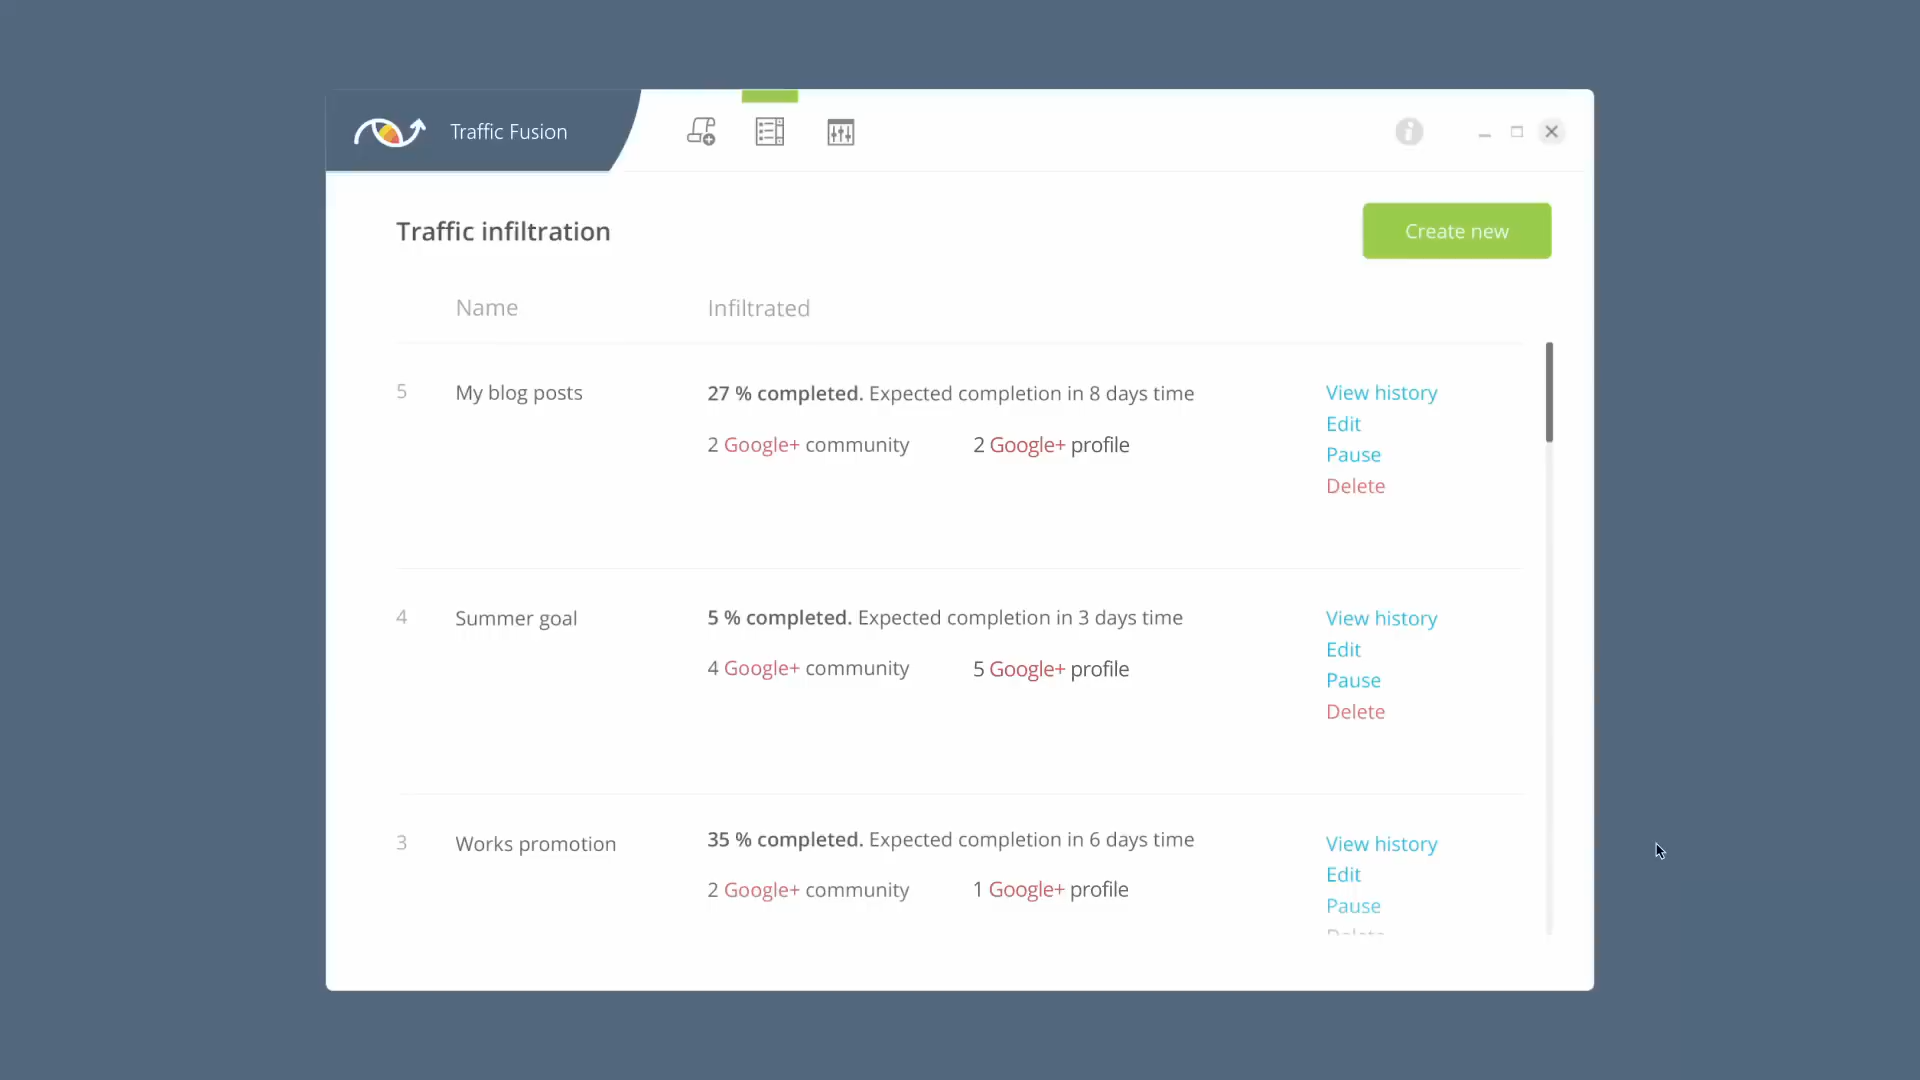 Traffic Fusion
Traffic infiltration
Create new
Name Infiltrated
5 My blog posts 27 % completed. Expected completion in 8 days time View history
Edit
2 Google+ community 2 Google+ profile Pause
Delete
4 Summer goal 5 % completed. Expected completion in 3 days time View history
Edit
4 Google+ community 5 Google+ profile Pause
Delete
3 Works promotion 35 % completed. Expected completion in 6 days time View history
Edit
2 Google+ community 1 Google+ profile Pause
Delete